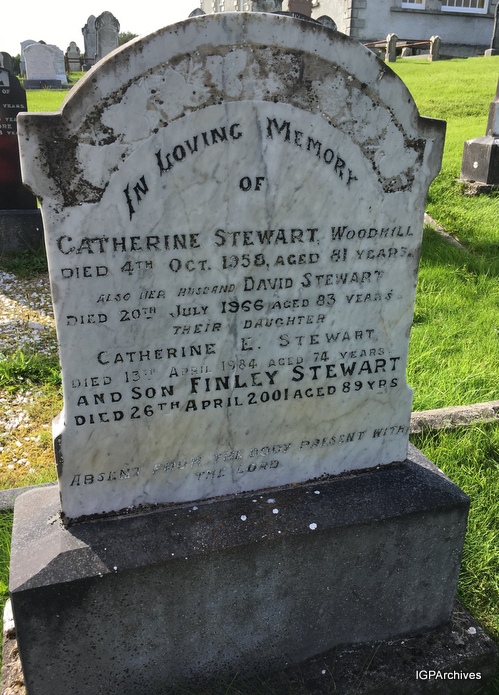 In Loving Memory
OF
Catherine Stewart, Woodhill
Died 4th Oct. 1958, aged 81 years.
Also her husband David Stewart
Died 20th July 1966 aged 83 years
Their daughter
Catherine E. Stewart
Died 13th April 1984 aged 74 years
and Son Finley Stewart
Died 26th April 2001 aged 89 yrs
Absent from the body present with
the Lord
IGPArchives